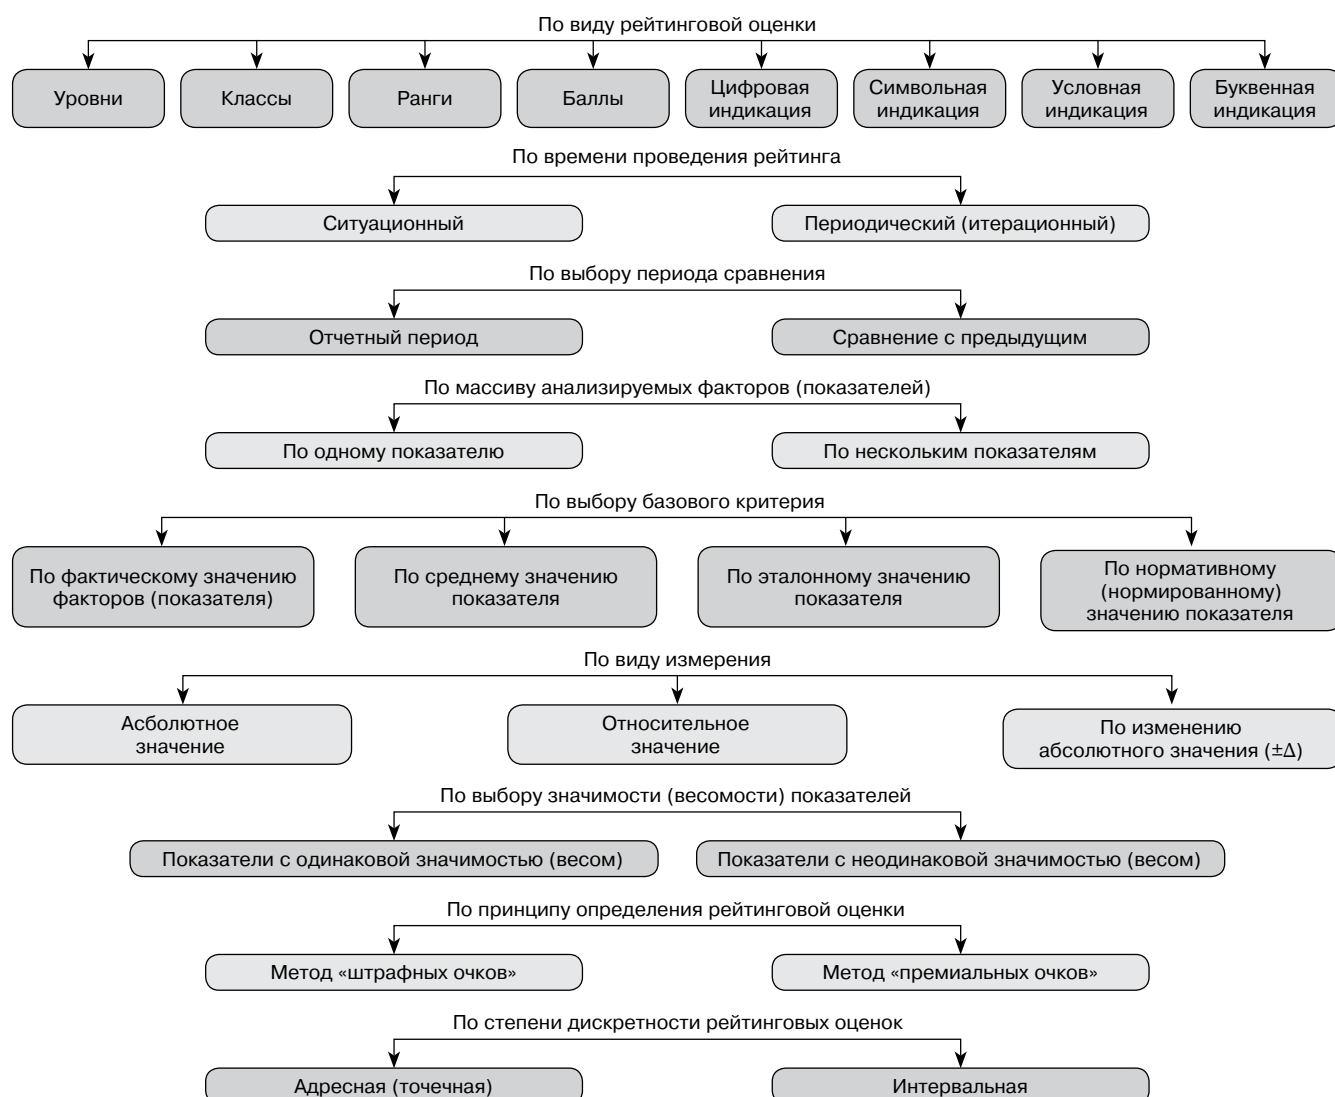 По виду рейтинговой оценки
Уровни
Классы
Ранги
Баллы
Цифровая
индикация
Символьная
индикация
Условная
индикация
Буквенная
индикация
По времени проведения рейтинга
Ситуационный
Периодический (итерационный)
По выбору периода сравнения
Отчетный период
Сравнение с предыдущим
По массиву анализируемых факторов (показателей)
По одному показателю
По нескольким показателям
По выбору базового критерия
По фактическому значению
факторов (показателя)
По среднему значению
показателя
По эталонному значению
показателя
По нормативному
(нормированному)
значению показателя
По виду измерения
Асболютное
значение
Относительное
значение
По изменению
абсолютного значения (±Δ)
По выбору значимости (весомости) показателей
Показатели с одинаковой значимостью (весом)
Показатели с неодинаковой значимостью (весом)
По принципу определения рейтинговой оценки
Метод «штрафных очков»
Метод «премиальных очков»
По степени дискретности рейтинговых оценок
Адресная (точечная)
Интервальная